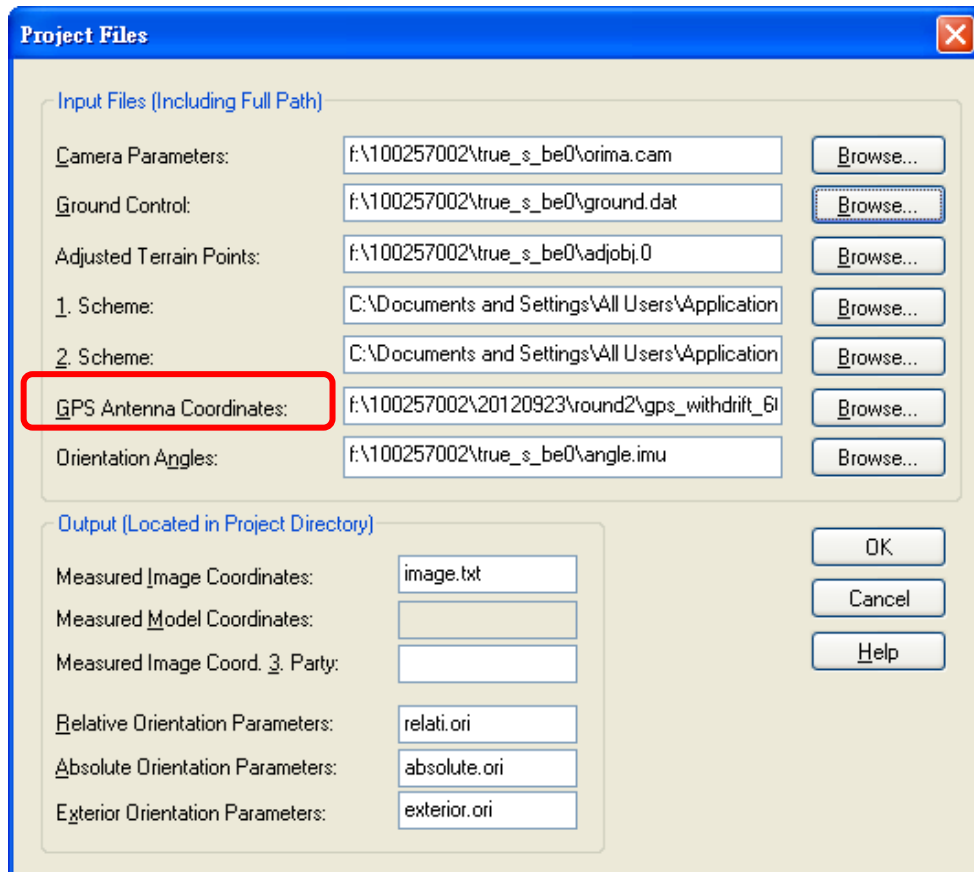 Project Files
Input Files (Including Full Path)
Camera Parameters: f:\100257002\true_s_be0\orima.cam Browse...
Ground Control: f:\100257002\true_s_be0\ground.dat Browse...
Adjusted Terrain Points: f:\100257002\true_s_be0\adjobj.0 Browse...
1. Scheme: C:\Documents and Settings\All Users\Application Browse...
2. Scheme: C:\Documents and Settings\All Users\Application Browse...
GPS Antenna Coordinates: f:\100257002\20120923\round2\gps_withdrift_6 Browse...
Orientation Angles: f:\100257002\true_s_be0\angle.imu Browse...
Output (Located in Project Directory)
OK
Measured Image Coordinates: image.txt
Cancel
Measured Model Coordinates:
Help
Measured Image Coord. 3. Party:
Relative Orientation Parameters: relati.ori
Absolute Orientation Parameters: absolute.ori
Exterior Orientation Parameters: exterior.ori